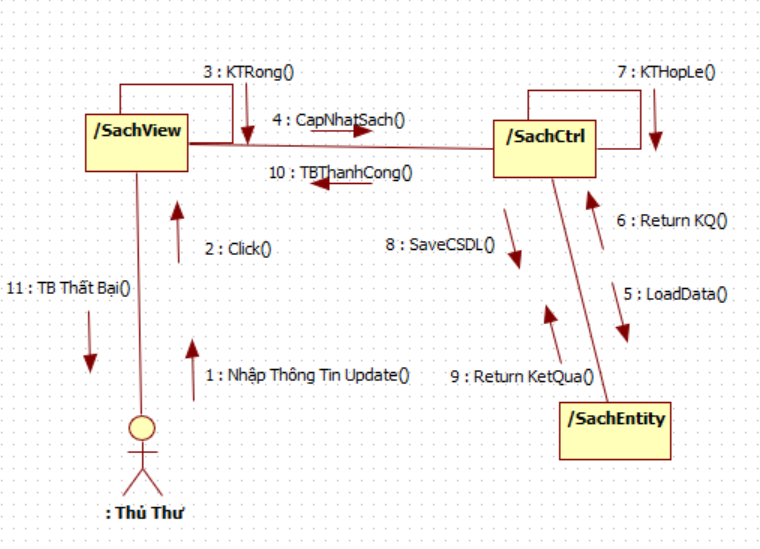 3 : KTRong()
7 : KTHopLe()
/SachView
4 : CapNhatSach()
/SachCtrl
10 : TBThanhCong()
6 : Return KQ()
2 : Click()
8 : SaveCSDL()
11 : TB Thất Bại()
5 : LoadData()
1 : Nhập Thông Tin Update()
9 : Return KetQua()
/SachEntity
: Thủ Thư